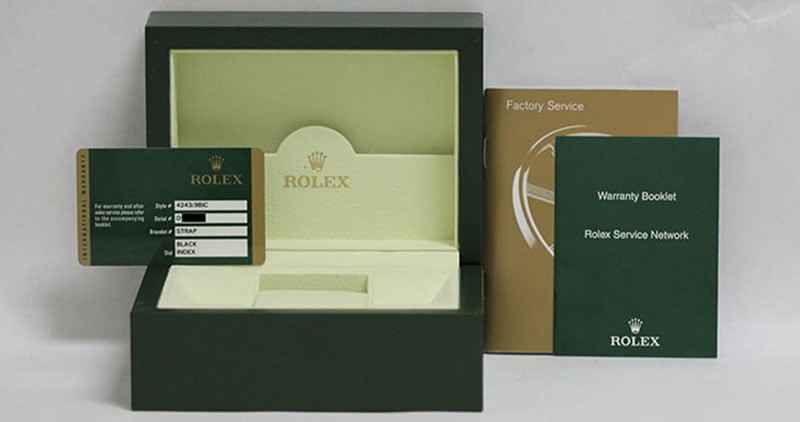 ROLEX
INTERNATIONAL WARRANTY
ROLEX
For warranty and after
sales service please refer
to the accompanying
booklet.
Style # 4243/9BIC
Serial # D
Bracelet # STRAP
BLACK
Dial INDEX
Factory Service
Warranty Booklet
Rolex Service Network
ROLEX